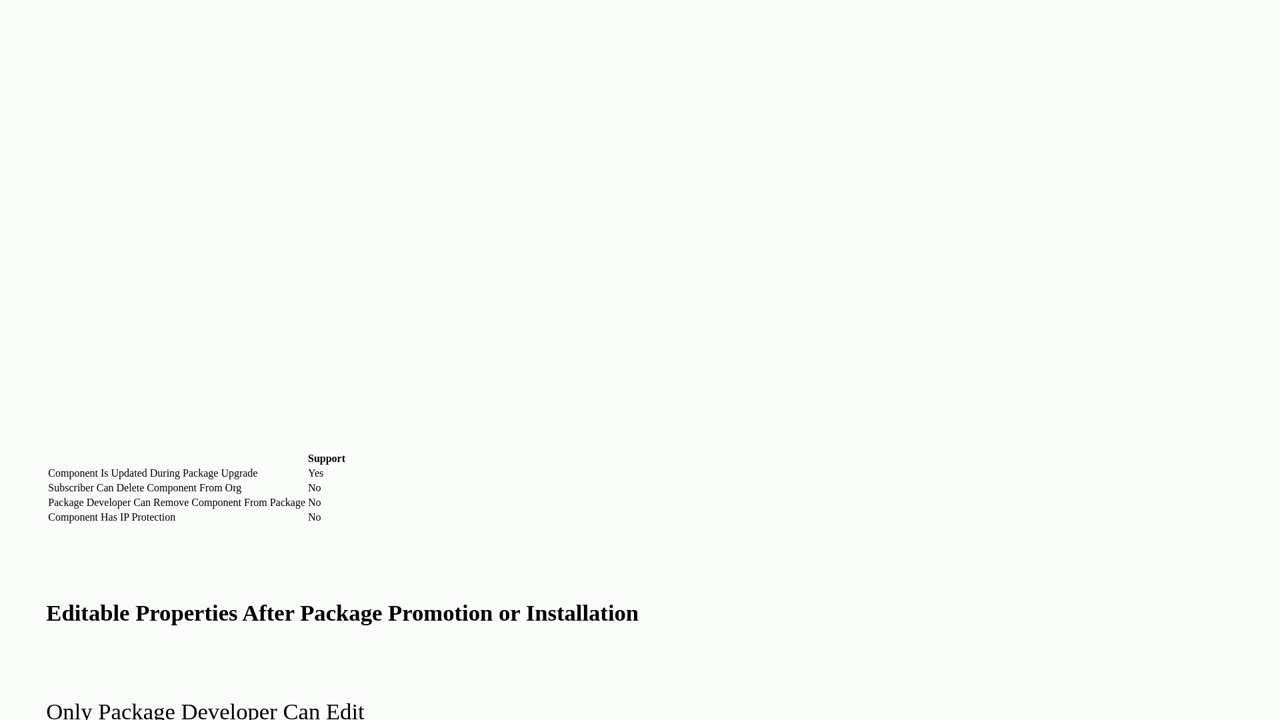 Support
Component Is Updated During Package Upgrade Yes
Subscriber Can Delete Component From Org No
Package Developer Can Remove Component From Package No
Component Has IP Protection No
Editable Properties After Package Promotion or Installation
Only Package Developer Can Edit